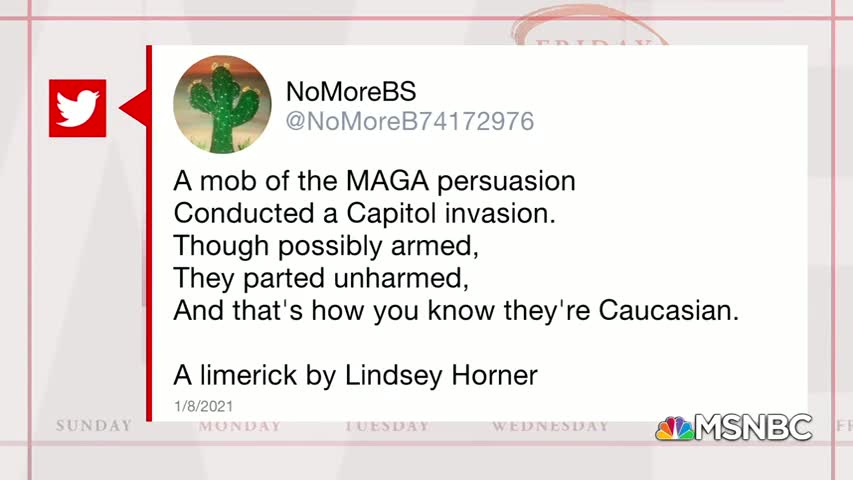 FRIDAY
NoMoreBS
@NoMoreB74172976
A mob of the MAGA persuasion
Conducted a Capitol invasion.
Though possibly armed,
They parted unharmed,
And that's how you know they're Caucasian.
A limerick by Lindsey Horner
1/8/2021
SUNDAY MONDAY TUESDAY WEDNESDAY FR
MSNBC